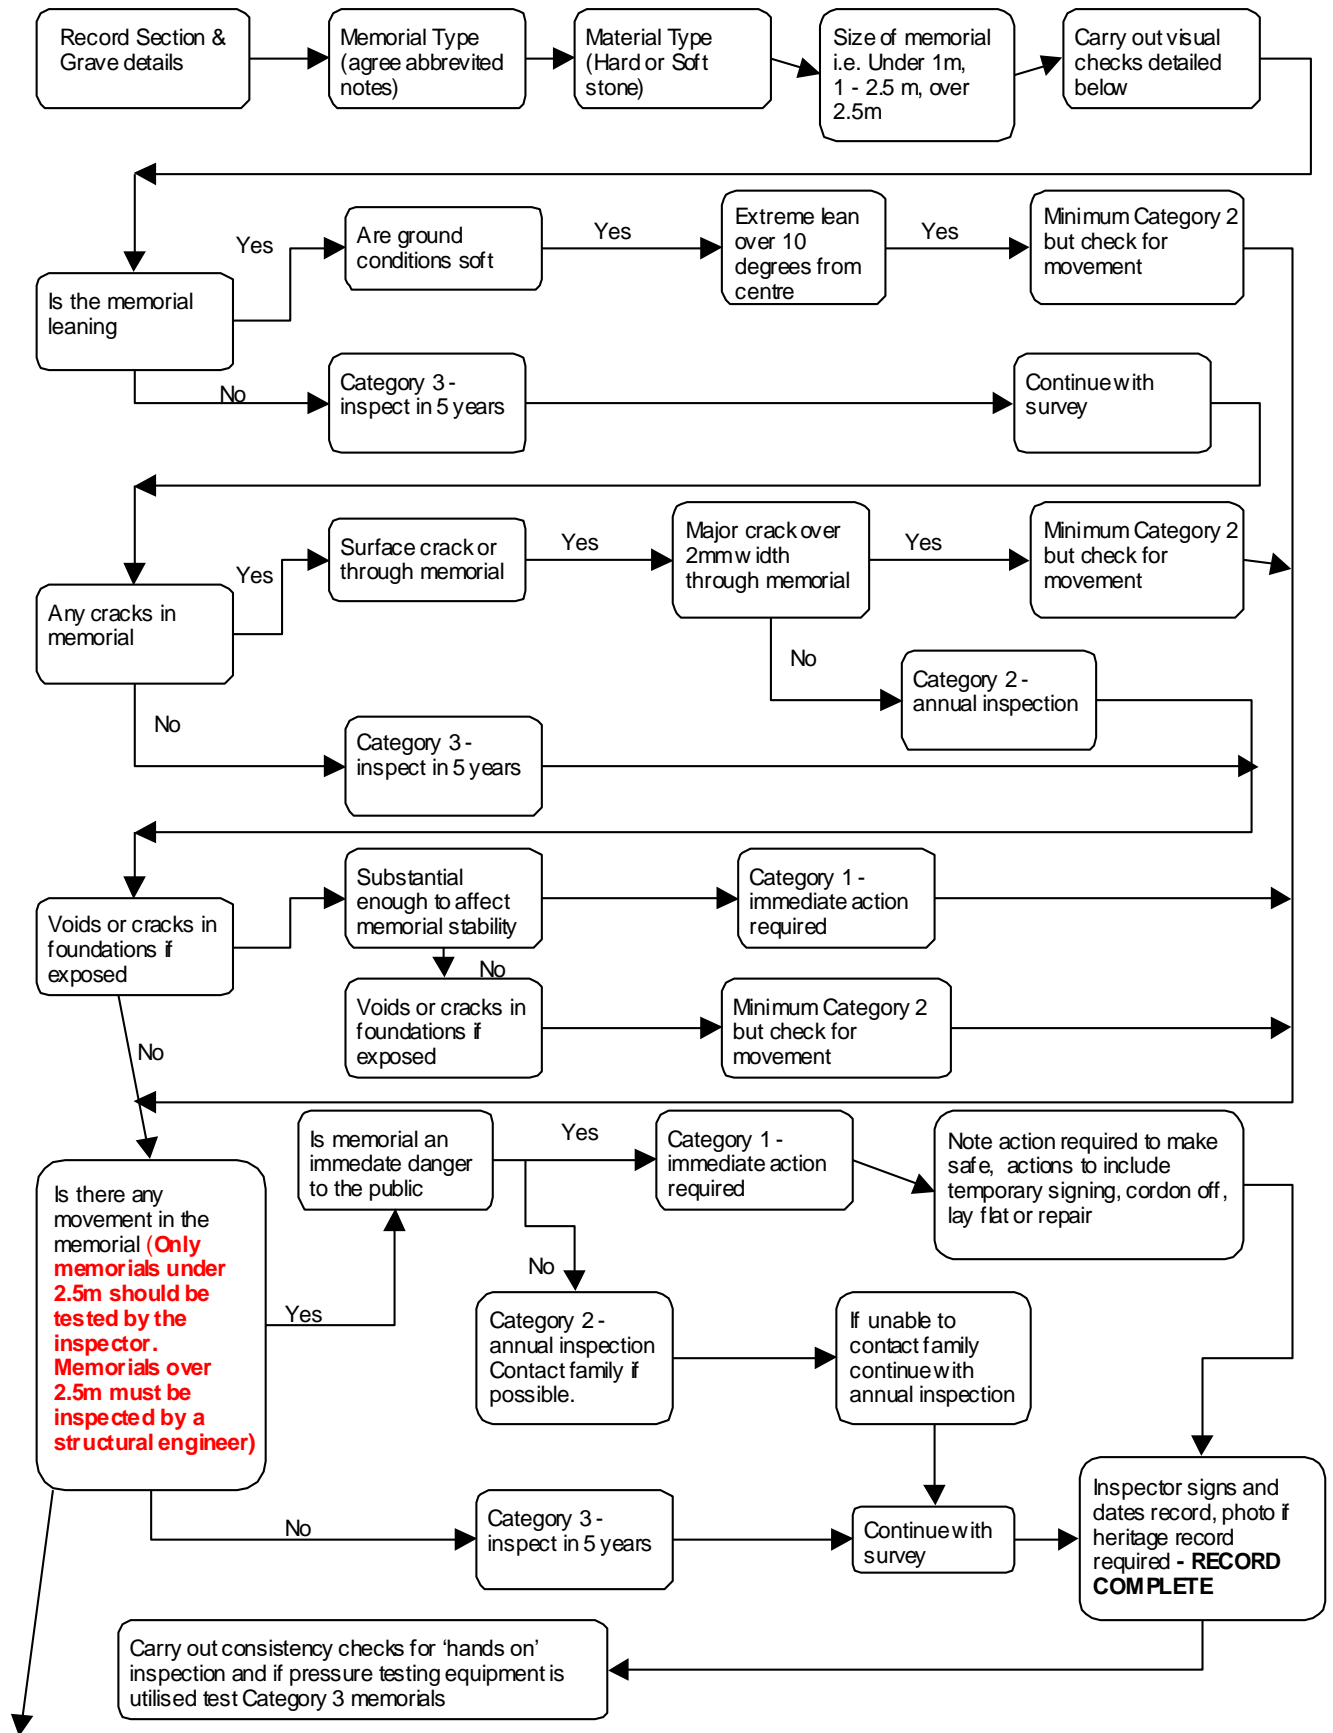 Record Section &
Grave details
Memorial Type
(agree abbrevited
notes)
Material Type
(Hard or Soft
stone)
Size of memorial
i.e. Under 1m,
1 - 2.5 m, over
2.5m
Carry out visual
checks detailed
below
Is the memorial
leaning
Yes
Are ground
conditions soft
Yes
Extreme lean
over 10
degrees from
centre
Yes
Minimum Category 2
but check for
movement
No
Category 3 -
inspect in 5 years
Continue with
survey
Any cracks in
memorial
Yes
Surface crack or
through memorial
Yes
Major crack over
2mm width
through memorial
Yes
Minimum Category 2
but check for
movement
No
Category 2 -
annual inspection
No
Category 3 -
inspect in 5 years
Voids or cracks in
foundations if
exposed
Substantial
enough to affect
memorial stability
Category 1 -
immediate action
required
No
Voids or cracks in
foundations if
exposed
Minimum Category 2
but check for
movement
No
Is there any
movement in the
memorial (Only
memorials under
2.5m should be
tested by the
inspector.
Memorials over
2.5m must be
inspected by a
structural engineer)
Yes
Is memorial an
immedate danger
to the public
Yes
Category 1 -
immediate action
required
Note action required to make
safe, actions to include
temporary signing, cordon off,
lay flat or repair
No
Category 2 -
annual inspection
Contact family if
possible.
If unable to
contact family
continue with
annual inspection
No
Category 3 -
inspect in 5 years
Continue with
survey
Inspector signs and
dates record, photo if
heritage record
required - RECORD
COMPLETE
Carry out consistency checks for ‘hands on’
inspection and if pressure testing equipment is
utilised test Category 3 memorials